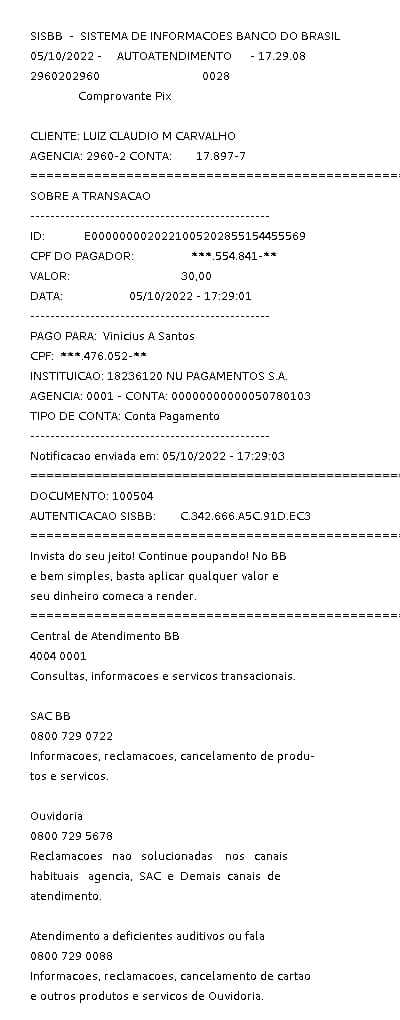 SISBB - SISTEMA DE INFORMACOES BANCO DO BRASIL
05/10/2022 - AUTOATENDIMENTO - 17.29.08
2960202960 0028
Comprovante Pix
CLIENTE: LUIZ CLAUDIO M CARVALHO
AGENCIA: 2960-2 CONTA: 17.897-7
================================================
SOBRE A TRANSACAO
------------------------------------------------
ID: E0000000020221005202855154455569
CPF DO PAGADOR: ***.554.841-**
VALOR: 30,00
DATA: 05/10/2022 - 17:29:01
------------------------------------------------
PAGO PARA: Vinicius A Santos
CPF: ***.476.052-**
INSTITUICAO: 18236120 NU PAGAMENTOS S.A.
AGENCIA: 0001 - CONTA: 00000000000050780103
TIPO DE CONTA: Conta Pagamento
------------------------------------------------
Notificacao enviada em: 05/10/2022 - 17:29:03
================================================
DOCUMENTO: 100504
AUTENTICACAO SISBB: C.342.666.A5C.91D.EC3
================================================
Invista do seu jeito! Continue poupando! No BB
e bem simples, basta aplicar qualquer valor e
seu dinheiro comeca a render.
================================================
Central de Atendimento BB
4004 0001
Consultas, informacoes e servicos transacionais.
SAC BB
0800 729 0722
Informacoes, reclamacoes, cancelamento de produ-
tos e servicos.
Ouvidoria
0800 729 5678
Reclamacoes nao solucionadas nos canais
habituais agencia, SAC e Demais canais de
atendimento.
Atendimento a deficientes auditivos ou fala
0800 729 0088
Informacoes, reclamacoes, cancelamento de cartao
e outros produtos e servicos de Ouvidoria.